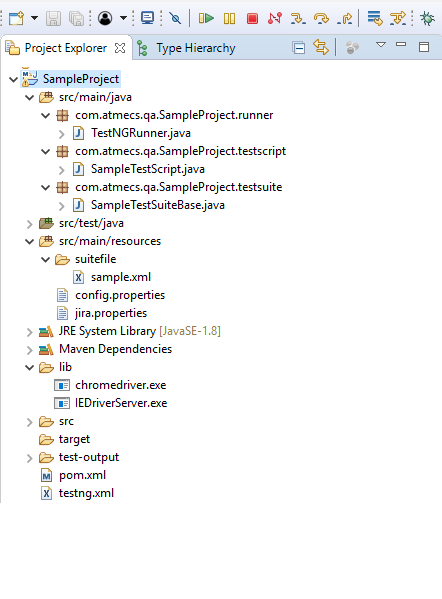 Project Explorer Type Hierarchy
SampleProject
src/main/java
com.atmecs.qa.SampleProject.runner
TestNGRunner.java
com.atmecs.qa.SampleProject.testscript
SampleTestScript.java
com.atmecs.qa.SampleProject.testsuite
SampleTestSuiteBase.java
src/test/java
src/main/resources
suitefile
sample.xml
config.properties
jira.properties
JRE System Library [JavaSE-1.8]
Maven Dependencies
lib
chromedriver.exe
IEDriverServer.exe
src
target
test-output
pom.xml
testng.xml